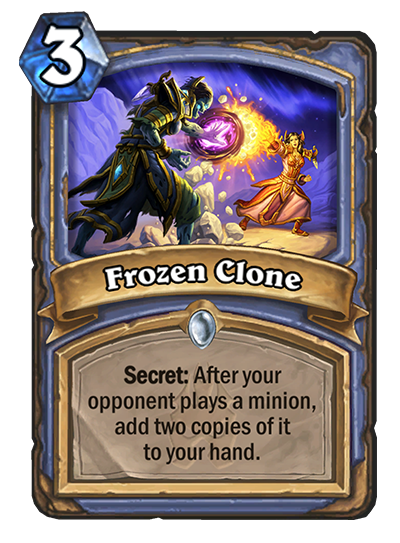 3
Frozen Clone
Secret: After your
opponent plays a minion,
add two copies of it
to your hand.